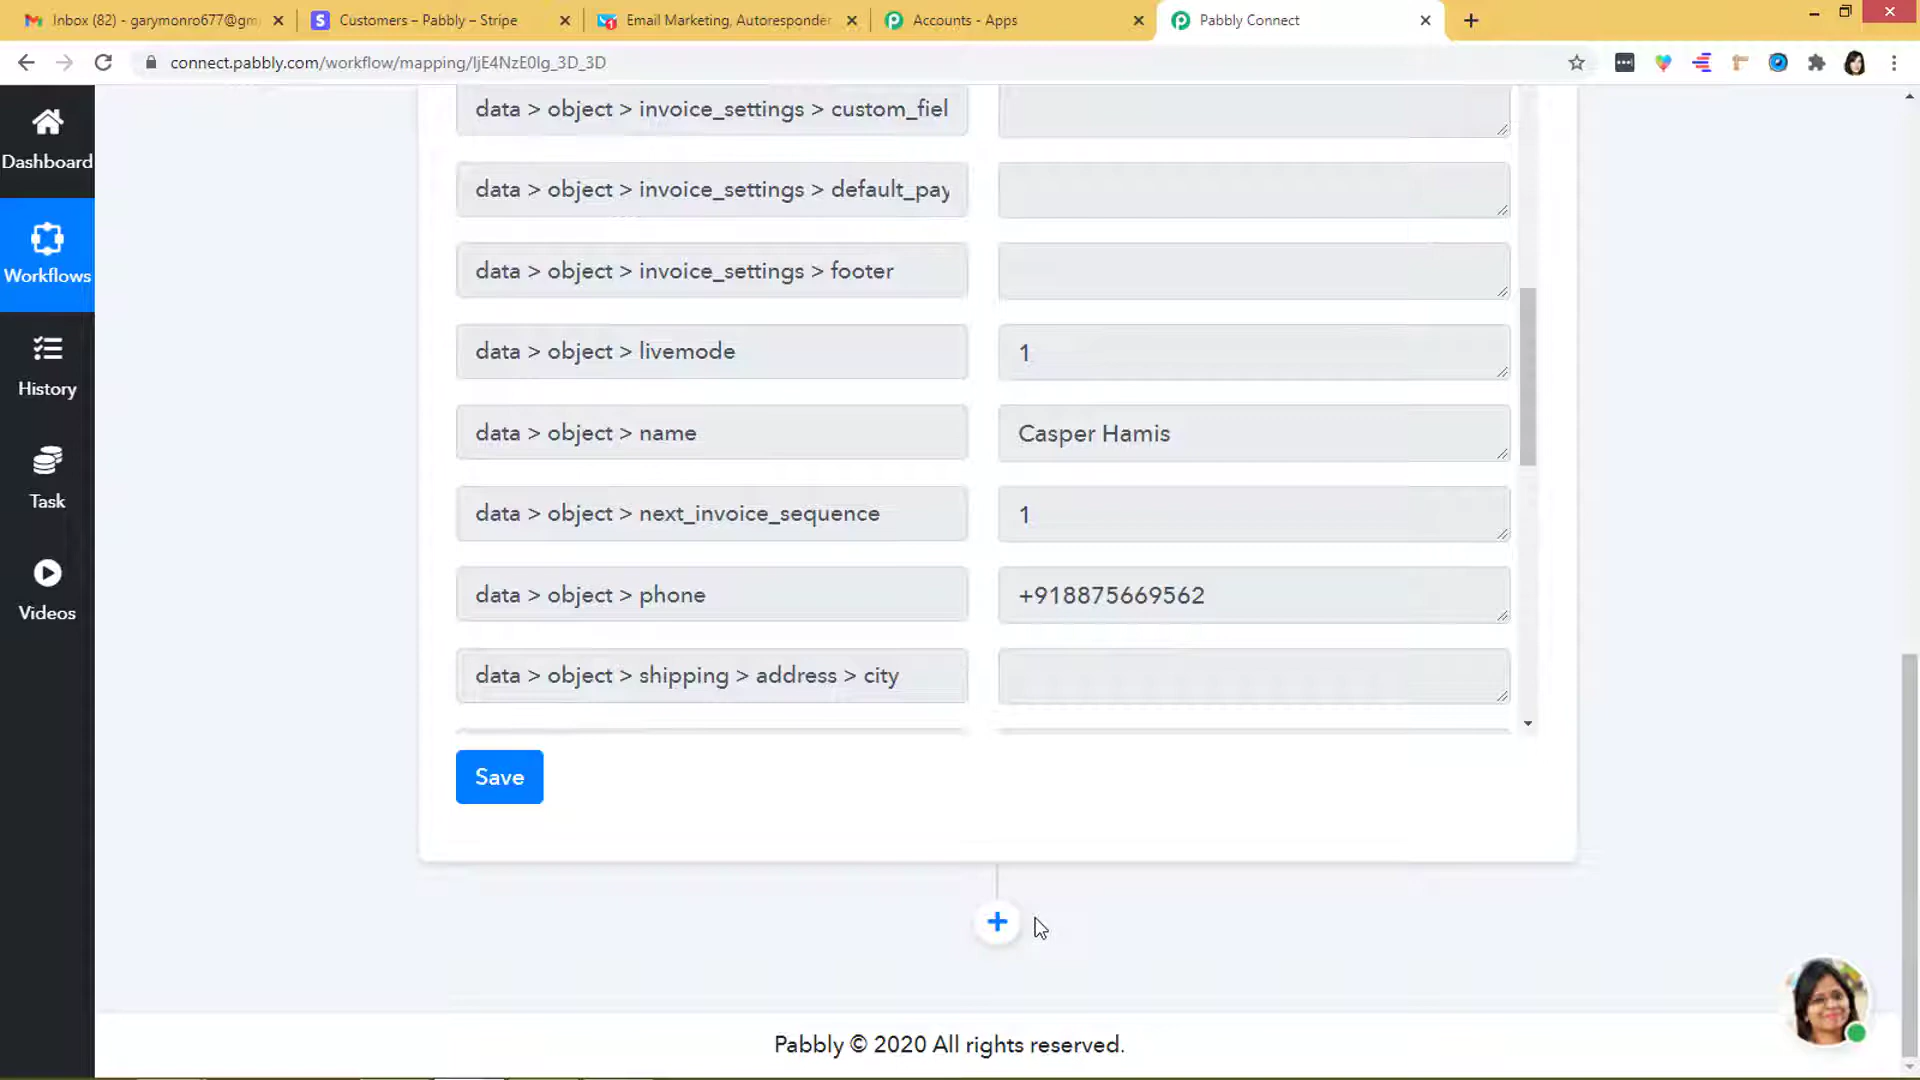 Inbox (82) - garymonro677@gm
Customers – Pabbly – Stripe
Email Marketing, Autoresponder
Accounts - Apps
Pabbly Connect
connect.pabbly.com/workflow/mapping/IjE4NzE0Ig_3D_3D
Dashboard
Workflows
History
Task
Videos
data > object > invoice_settings > custom_fiel
data > object > invoice_settings > default_pay
data > object > invoice_settings > footer
data > object > livemode
1
data > object > name
Casper Hamis
data > object > next_invoice_sequence
1
data > object > phone
+918875669562
data > object > shipping > address > city
Save
Pabbly © 2020 All rights reserved.